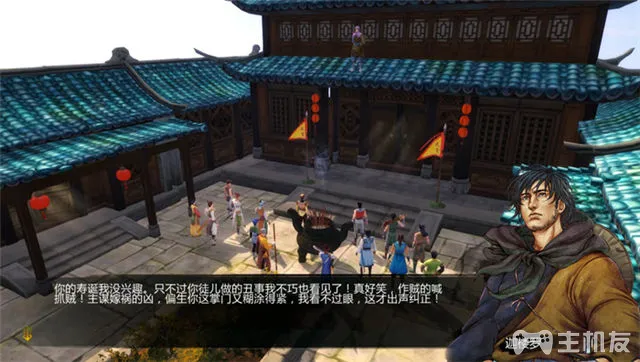 你的寿诞我没兴趣。只不过你徒儿做的丑事我不巧也看见了！真好笑，作贼的喊
抓贼！主谋嫁祸的凶，偏生你这掌门又糊涂得紧，我看不过眼，这才出声纠正！
迦楼罗
主机友